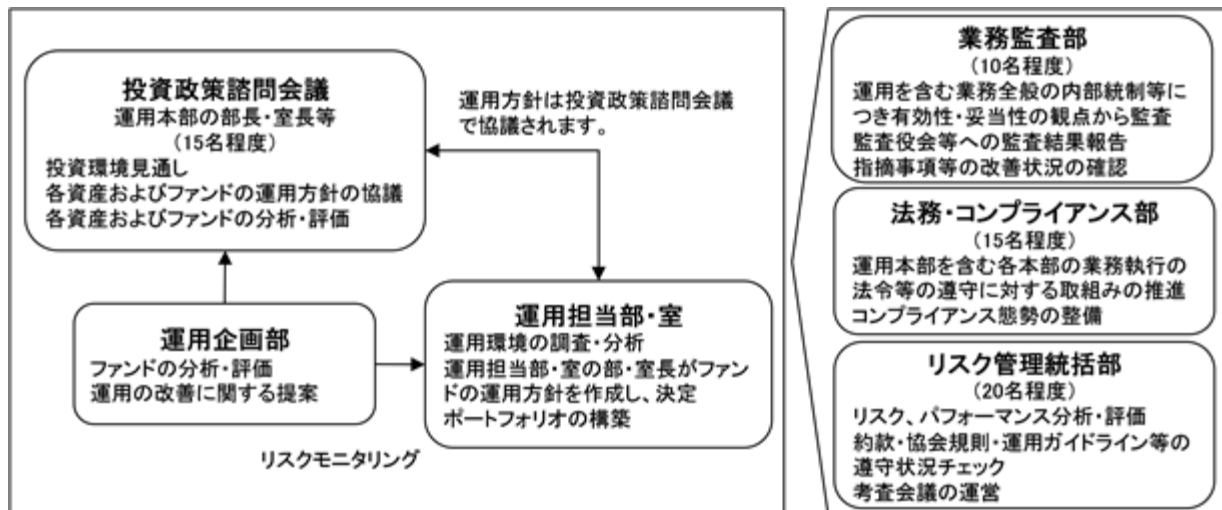 投資政策諮問会議
運用本部の部長・室長等
(15名程度)
投資環境見通し
各資産およびファンドの運用方針の協議
各資産およびファンドの分析・評価
運用方針は投資政策諮問会議
で協議されます。
運用企画部
ファンドの分析・評価
運用の改善に関する提案
運用担当部・室
運用環境の調査・分析
運用担当部・室の部・室長がファン
ドの運用方針を作成し、決定
ポートフォリオの構築
リスクモニタリング
業務監査部
(10名程度)
運用を含む業務全般の内部統制等に
つき有効性・妥当性の観点から監査
監査役会等への監査結果報告
指摘事項等の改善状況の確認
法務・コンプライアンス部
(15名程度)
運用本部を含む各本部の業務執行の
法令等の遵守に対する取組みの推進
コンプライアンス態勢の整備
リスク管理統括部
(20名程度)
リスク、パフォーマンス分析・評価
約款・協会規則・運用ガイドライン等の
遵守状況チェック
考査会議の運営